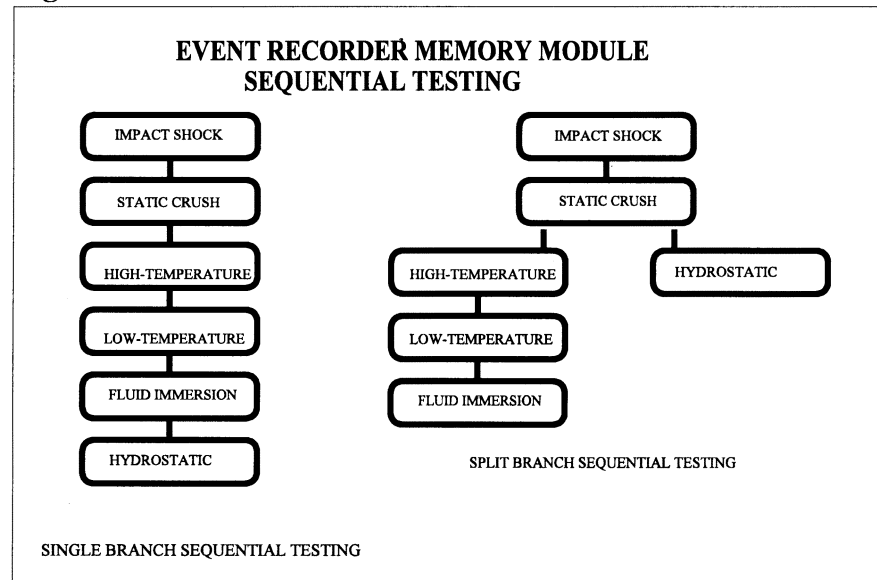 EVENT RECORDER MEMORY MODULE
SEQUENTIAL TESTING
IMPACT SHOCK
STATIC CRUSH
HIGH-TEMPERATURE
LOW-TEMPERATURE
FLUID IMMERSION
HYDROSTATIC
SINGLE BRANCH SEQUENTIAL TESTING
IMPACT SHOCK
STATIC CRUSH
HIGH-TEMPERATURE
HYDROSTATIC
LOW-TEMPERATURE
FLUID IMMERSION
SPLIT BRANCH SEQUENTIAL TESTING